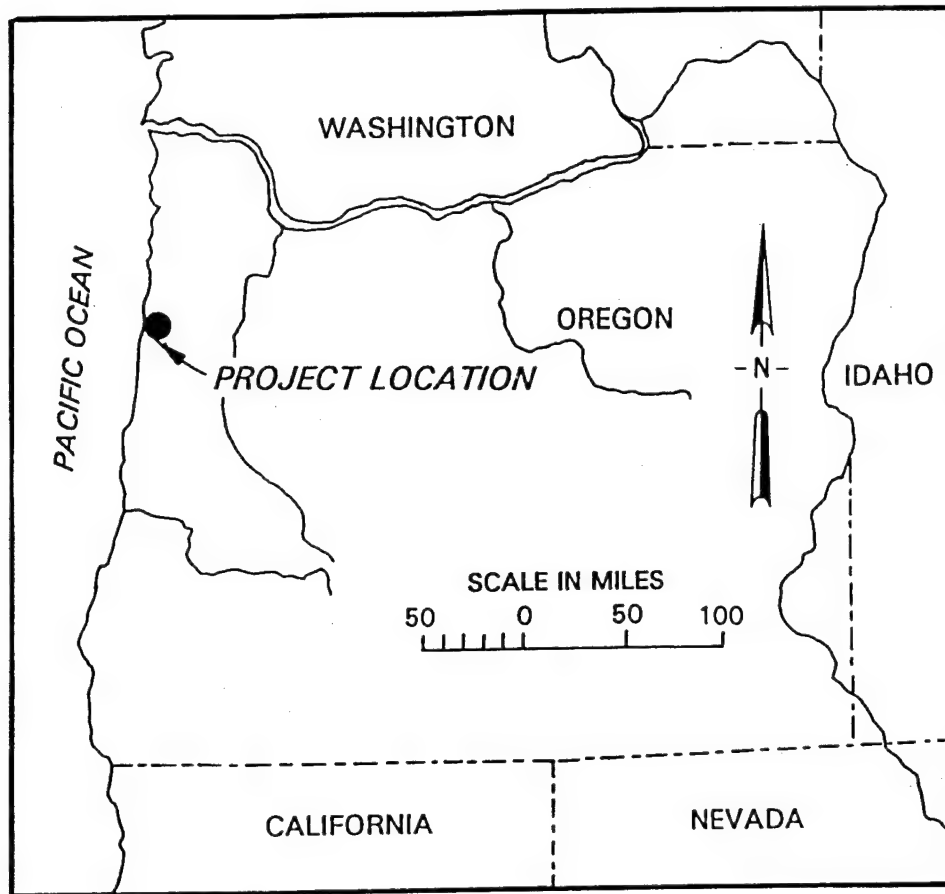 WASHINGTON
PACIFIC OCEAN
OREGON
-N-
IDAHO
PROJECT LOCATION
SCALE IN MILES
50 0 50 100
CALIFORNIA
NEVADA